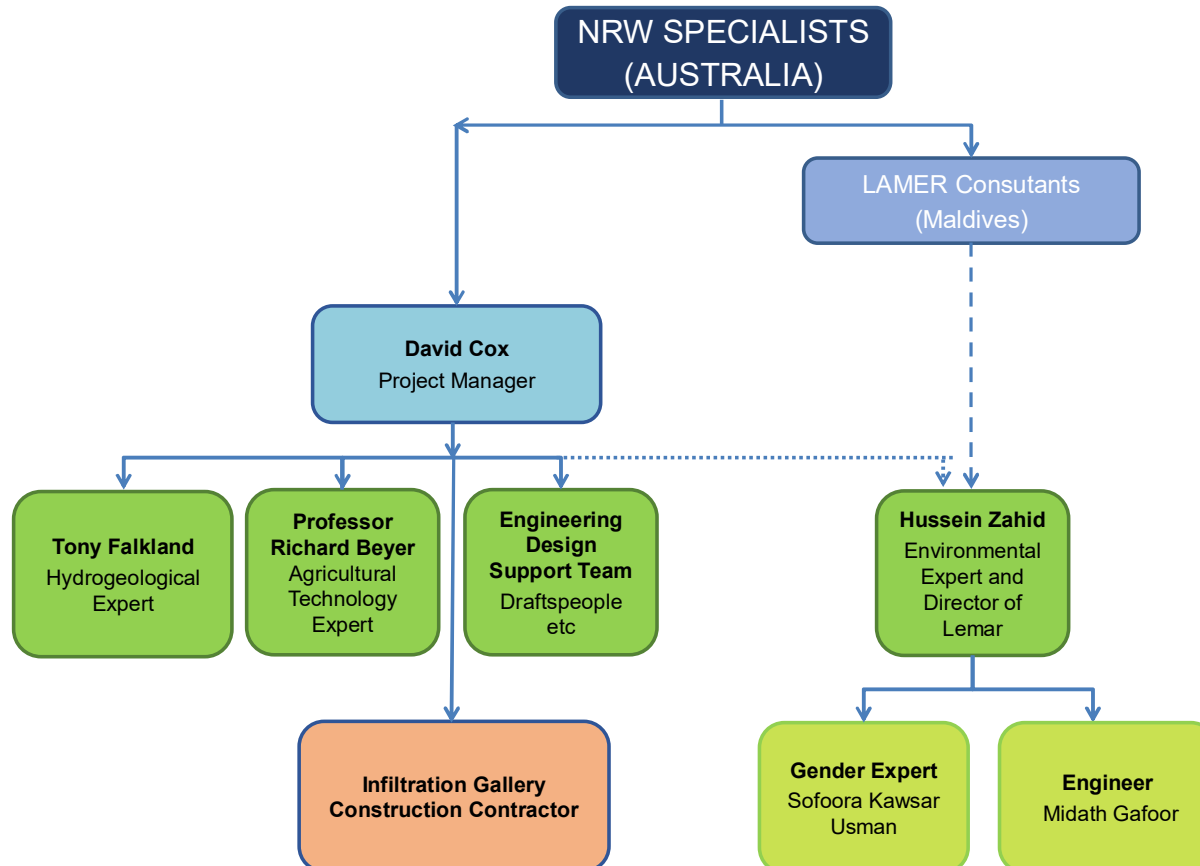 NRW SPECIALISTS
(AUSTRALIA)
LAMER Consutants
(Maldives)
David Cox
Project Manager
Tony Falkland
Hydrogeological
Expert
Professor
Richard Beyer
Agricultural
Technology
Expert
Engineering
Design
Support Team
Draftspeople
etc
Hussein Zahid
Environmental
Expert and
Director of
Lemar
Infiltration Gallery
Construction Contractor
Gender Expert
Sofoora Kawsar
Usman
Engineer
Midath Gafoor